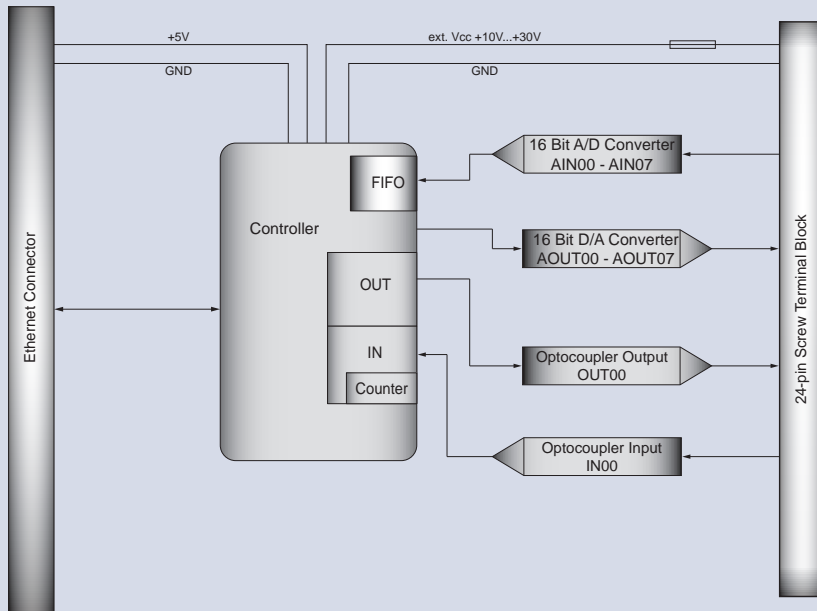 +5V
ext. Vcc +10V...+30V
GND
GND
16 Bit A/D Converter
AIN00 - AIN07
FIFO
Controller
16 Bit D/A Converter
AOUT00 - AOUT07
OUT
Ethernet Connector
24-pin Screw Terminal Block
IN
Optocoupler Output
OUT00
Counter
Optocoupler Input
IN00